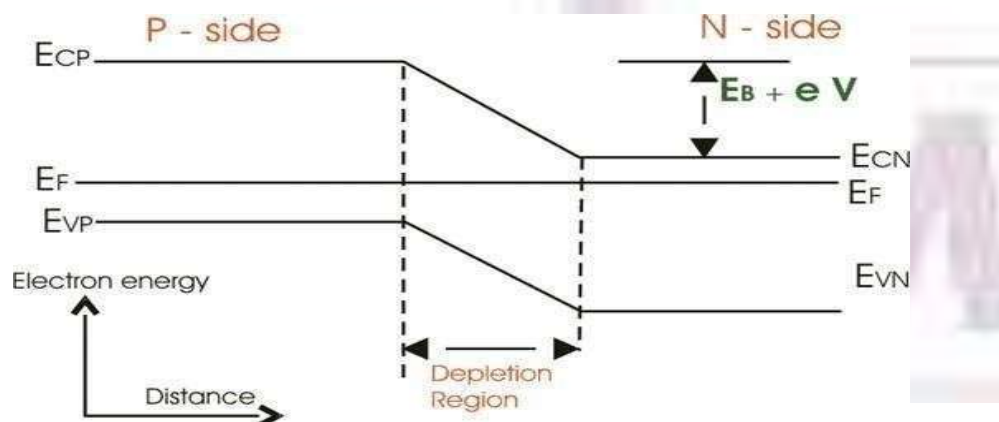 P - side
N - side
ECP
EB + e V
ECN
EF
EF
EVP
Electron energy
EVN
Depletion
Region
Distance